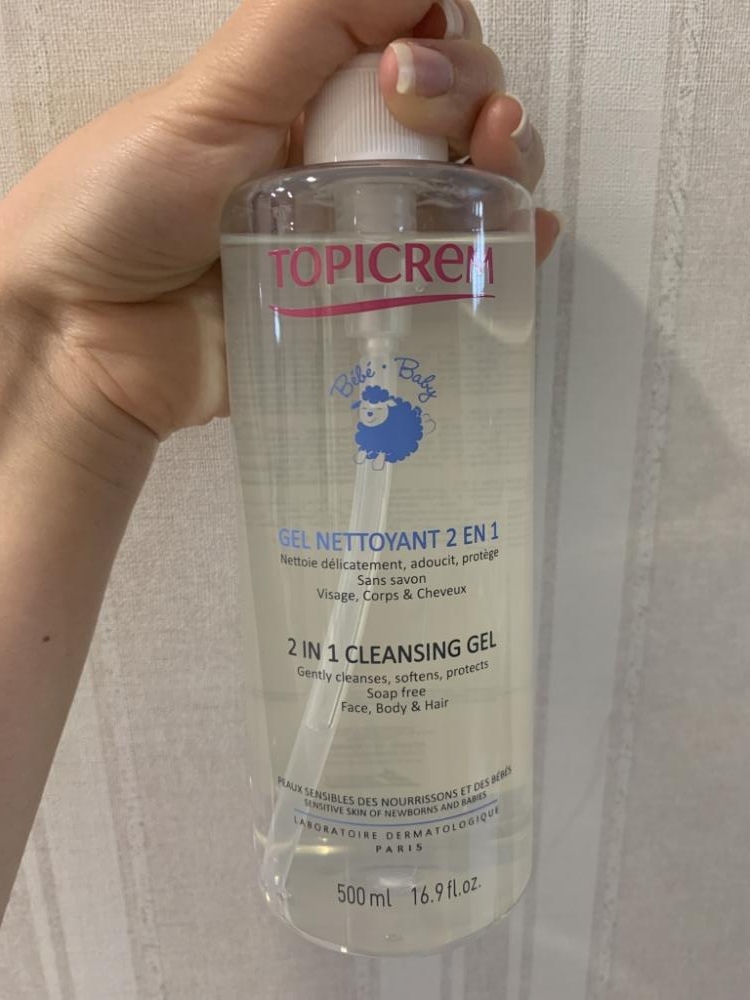 TOPICREM
Bébé · Baby
GEL NETTOYANT 2 EN 1
Nettoie délicatement, adoucit, protège
Sans savon
Visage, Corps & Cheveux
2 IN 1 CLEANSING GEL
Gently cleanses, softens, protects
Soap free
Face, Body & Hair
PEAUX SENSIBLES DES NOURRISSONS ET DES BÉBÉS
SENSITIVE SKIN OF NEWBORNS AND BABIES
LABORATOIRE DERMATOLOGIQUE
PARIS
500 ml 16.9 fl.oz.